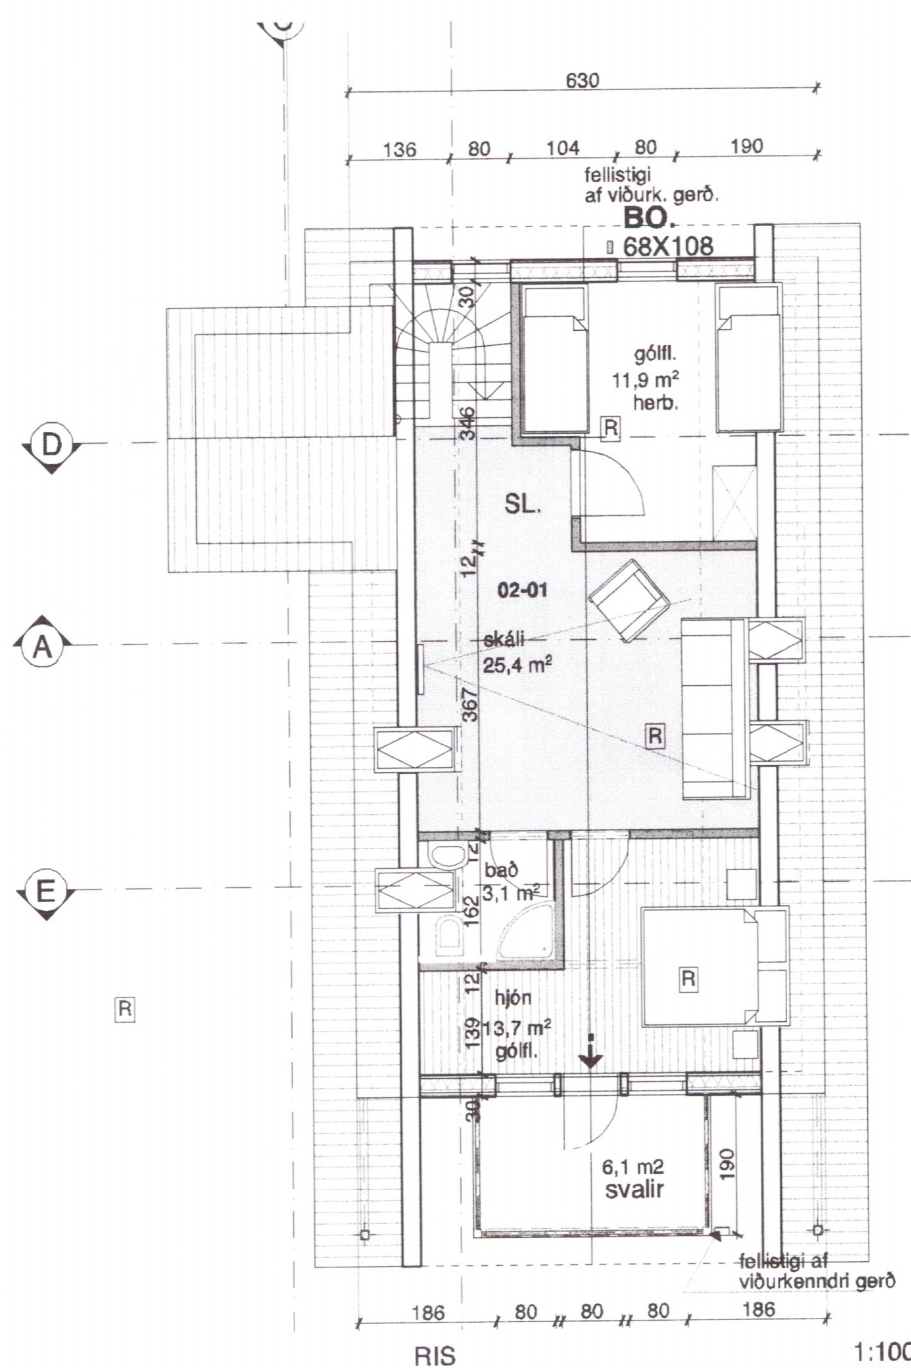 630
136 80 104 80 190
fellistigi
af viðurk. gerð.
BO.
68X108
30
gólfl.
11,9 m²
herb.
R
D
346
SL.
12
02-01
A
skáli
25,4 m²
367
R
12
bað
3,1 m²
E
162
R
12
hjón
13,7 m²
gólfl.
139
R
30
6,1 m2
svalir
190
fellistigi af
viðurkenndri gerð
186 80 80 80 186
RIS
1:100